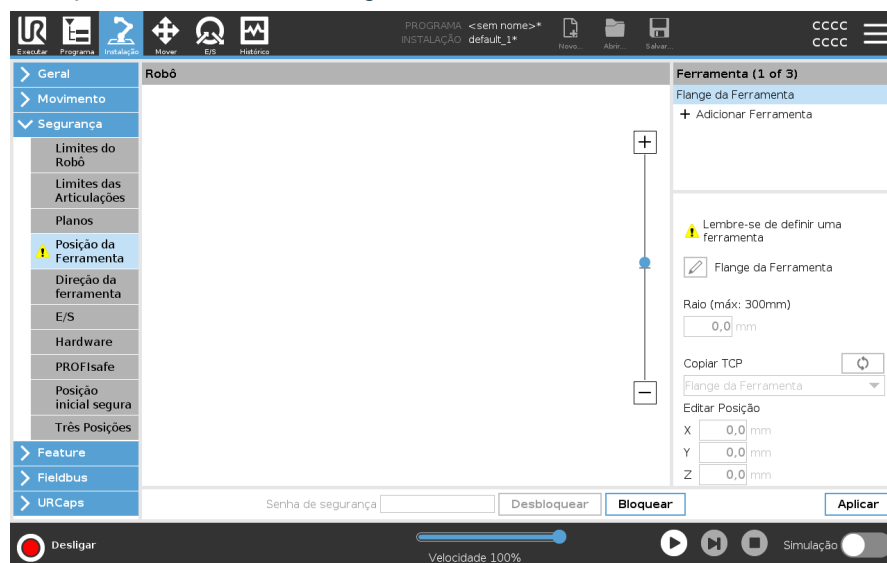 PROGRAMA <sem nome>*
INSTALAÇÃO default_1*
cccc
cccc
Executar Programa Instalação Mover E/S Histórico Novo... Abrir... Salvar...
Geral
Movimento
Segurança
Limites do
Robô
Limites das
Articulações
Planos
Posição da
Ferramenta
Direção da
ferramenta
E/S
Hardware
PROFIsafe
Posição
inicial segura
Três Posições
Feature
Fieldbus
URCaps
Robô
Ferramenta (1 of 3)
Flange da Ferramenta
+ Adicionar Ferramenta
Lembre-se de definir uma
ferramenta
Flange da Ferramenta
Raio (máx: 300mm)
0,0 mm
Copiar TCP
Flange da Ferramenta
Editar Posição
X 0,0 mm
Y 0,0 mm
Z 0,0 mm
Senha de segurança Desbloquear Bloquear Aplicar
Desligar
Velocidade 100%
Simulação